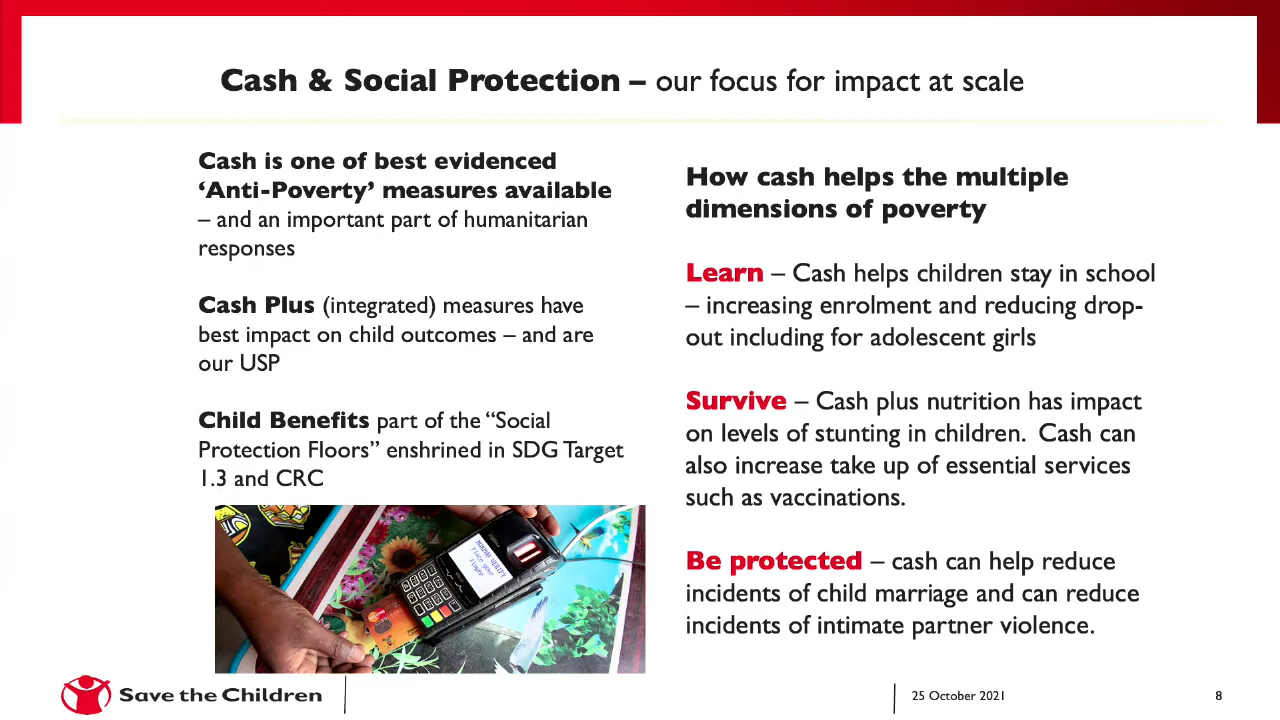 Cash & Social Protection – our focus for impact at scale
Cash is one of best evidenced
‘Anti-Poverty’ measures available
– and an important part of humanitarian
responses
Cash Plus (integrated) measures have
best impact on child outcomes – and are
our USP
Child Benefits part of the “Social
Protection Floors” enshrined in SDG Target
1.3 and CRC
How cash helps the multiple
dimensions of poverty
Learn – Cash helps children stay in school
– increasing enrolment and reducing drop-
out including for adolescent girls
Survive – Cash plus nutrition has impact
on levels of stunting in children. Cash can
also increase take up of essential services
such as vaccinations.
Be protected – cash can help reduce
incidents of child marriage and can reduce
incidents of intimate partner violence.
MORPHO VERIFY
Place your
finger
Save the Children
25 October 2021
8